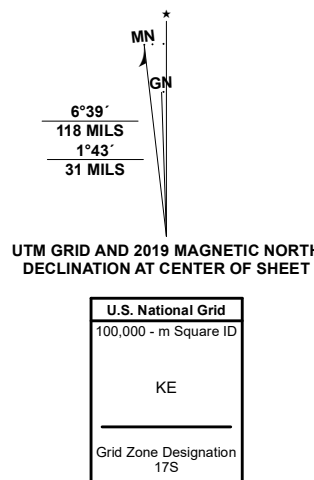 ★
MN
GN
6°39´
118 MILS
1°43´
31 MILS
UTM GRID AND 2019 MAGNETIC NORTH
DECLINATION AT CENTER OF SHEET
U.S. National Grid
100,000 - m Square ID
KE
Grid Zone Designation
17S